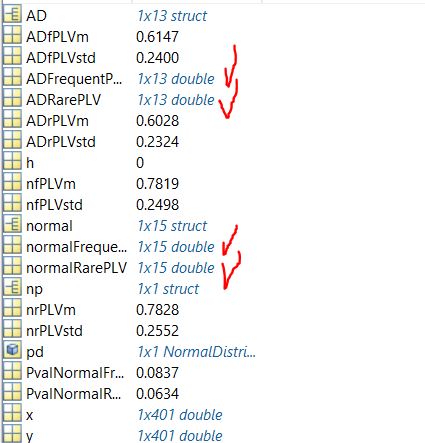 AD 1x13 struct
ADfPLVm 0.6147
ADfPLVstd 0.2400
ADFrequentP... 1x13 double
ADRarePLV 1x13 double
ADrPLVm 0.6028
ADrPLVstd 0.2324
h 0
nfPLVm 0.7819
nfPLVstd 0.2498
normal 1x15 struct
normalFreque... 1x15 double
normalRarePLV 1x15 double
np 1x1 struct
nrPLVm 0.7828
nrPLVstd 0.2552
pd 1x1 NormalDistri...
PvalNormalFr... 0.0837
PvalNormalR... 0.0634
x 1x401 double
y 1x401 double